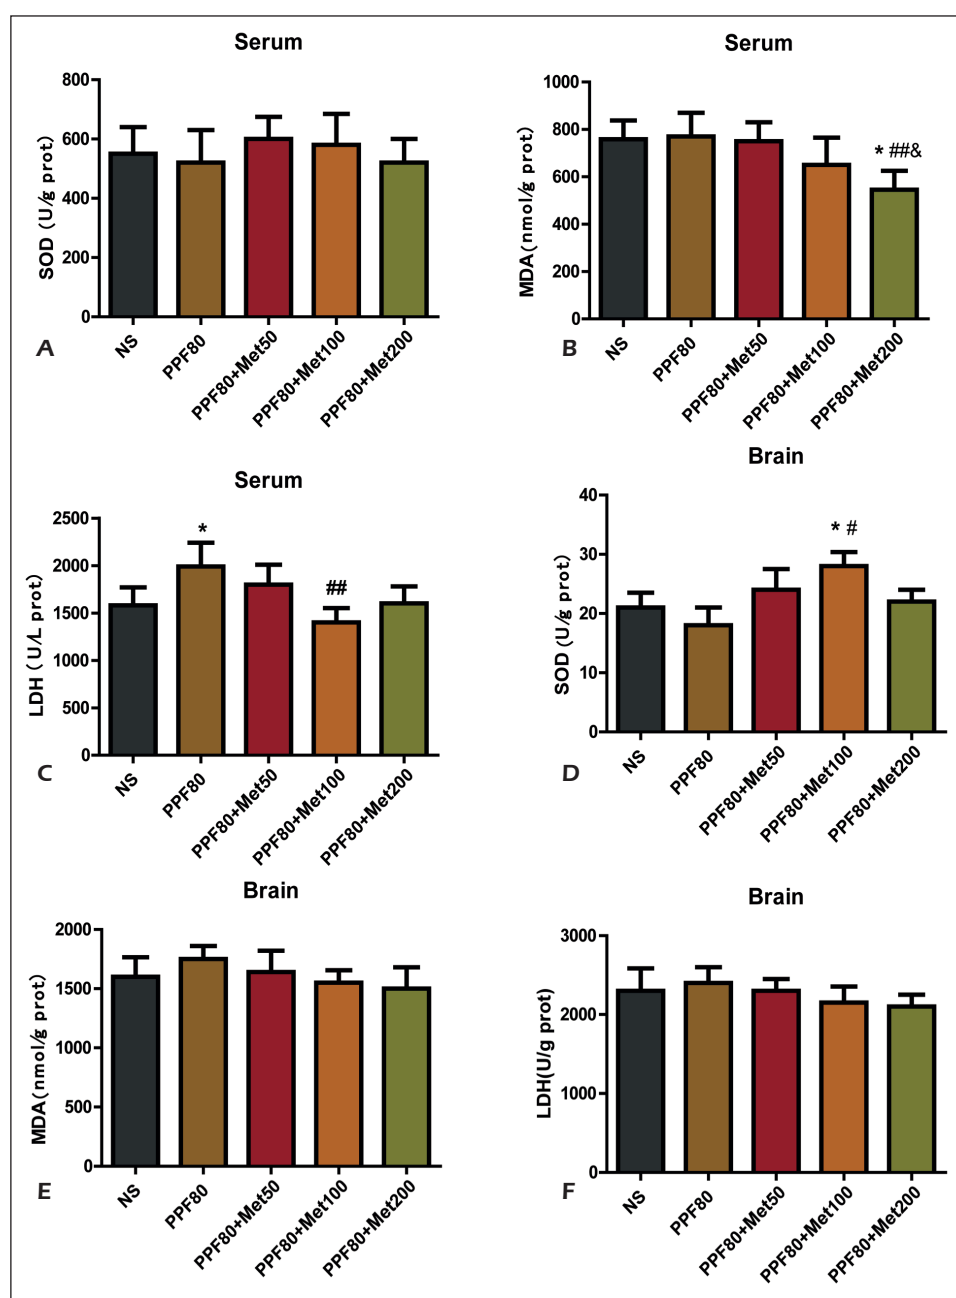 Serum
SOD (U/g prot)
800
600
400
200
0
NS
PPF80
PPF80+Met50
PPF80+Met100
PPF80+Met200
A
Serum
MDA(nmol/g prot)
1000
800
600
400
200
0
* ##&
NS
PPF80
PPF80+Met50
PPF80+Met100
PPF80+Met200
B
Serum
LDH (U/L prot)
2500
2000
1500
1000
500
0
*
##
NS
PPF80
PPF80+Met50
PPF80+Met100
PPF80+Met200
C
Brain
SOD (U/g prot)
40
30
20
10
0
* #
NS
PPF80
PPF80+Met50
PPF80+Met100
PPF80+Met200
D
Brain
MDA(nmol/g prot)
2000
1500
1000
500
0
NS
PPF80
PPF80+Met50
PPF80+Met100
PPF80+Met200
E
Brain
LDH(U/g prot)
3000
2000
1000
0
NS
PPF80
PPF80+Met50
PPF80+Met100
PPF80+Met200
F